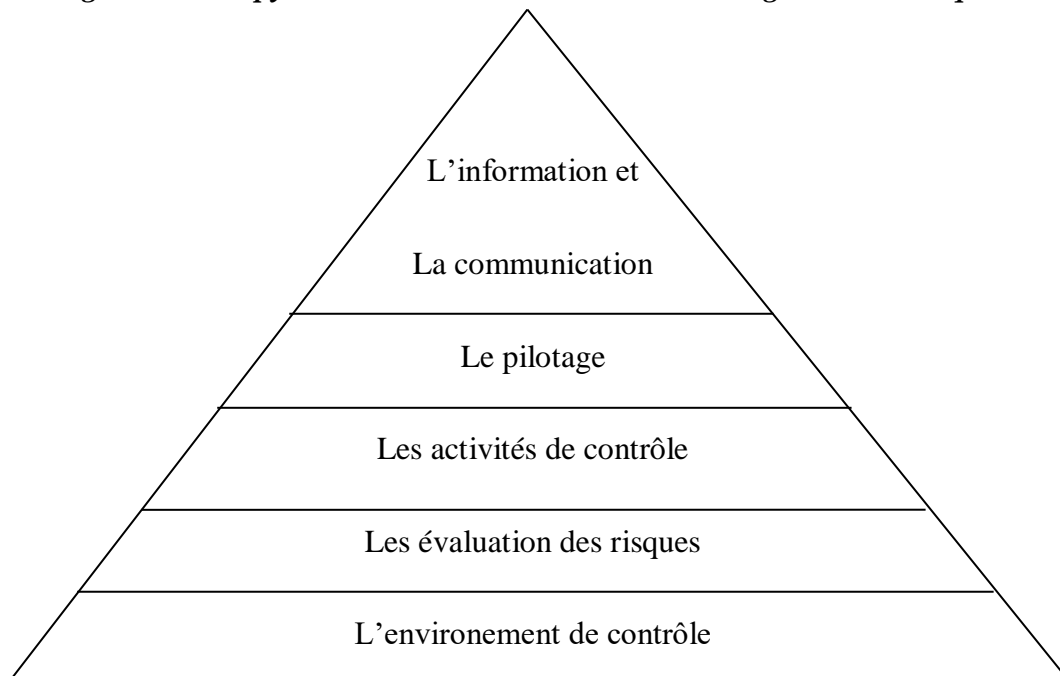 L'information et
La communication
Le pilotage
Les activités de contrôle
Les évaluation des risques
L'environement de contrôle